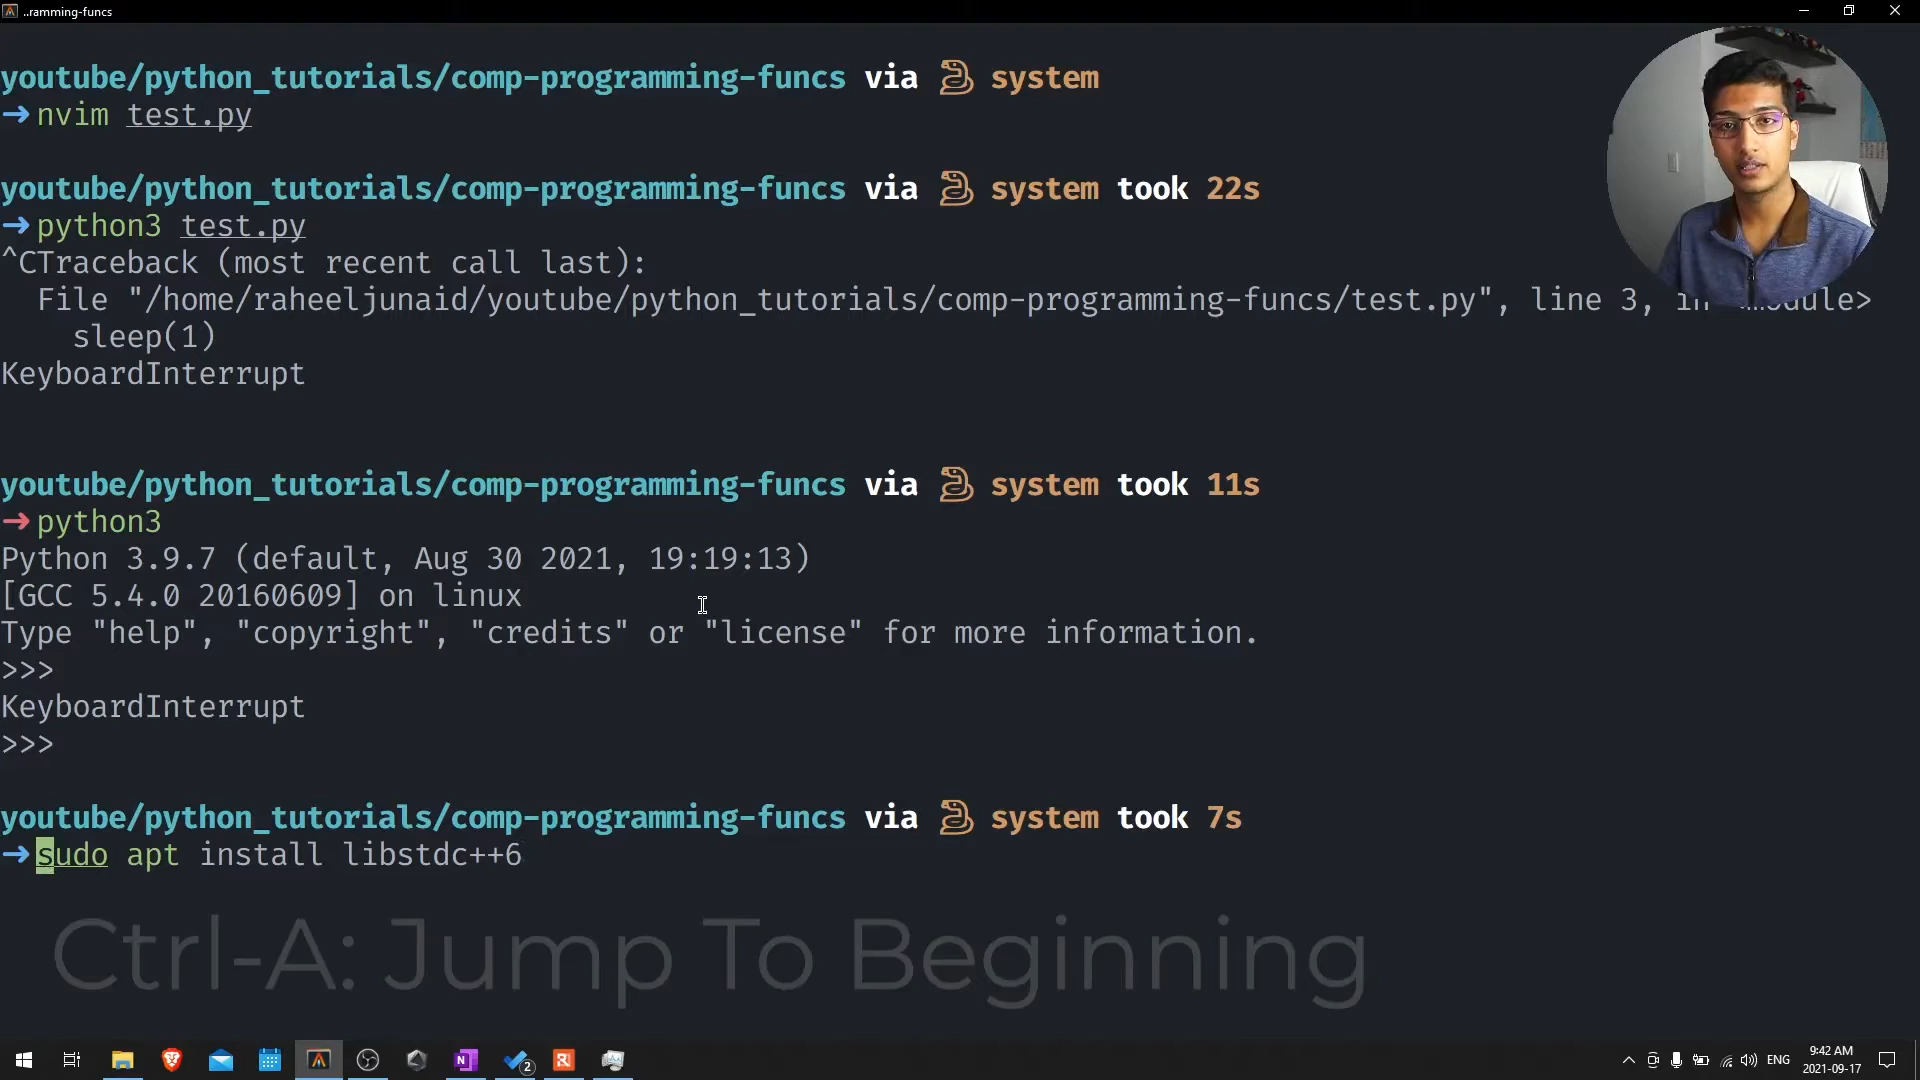 ..ramming-funcs
youtube/python_tutorials/comp-programming-funcs via system
→nvim test.py
youtube/python_tutorials/comp-programming-funcs via system took 22s
→python3 test.py
^CTraceback (most recent call last):
File "/home/raheeljunaid/youtube/python_tutorials/comp-programming-funcs/test.py", line 3, in <module>
sleep(1)
KeyboardInterrupt
youtube/python_tutorials/comp-programming-funcs via system took 11s
→python3
Python 3.9.7 (default, Aug 30 2021, 19:19:13)
[GCC 5.4.0 20160609] on linux
Type "help", "copyright", "credits" or "license" for more information.
>>>
KeyboardInterrupt
>>>
youtube/python_tutorials/comp-programming-funcs via system took 7s
→sudo apt install libstdc++6
Ctrl-A: Jump To Beginning
N 2 RI ENG 9:42 AM
2021-09-17